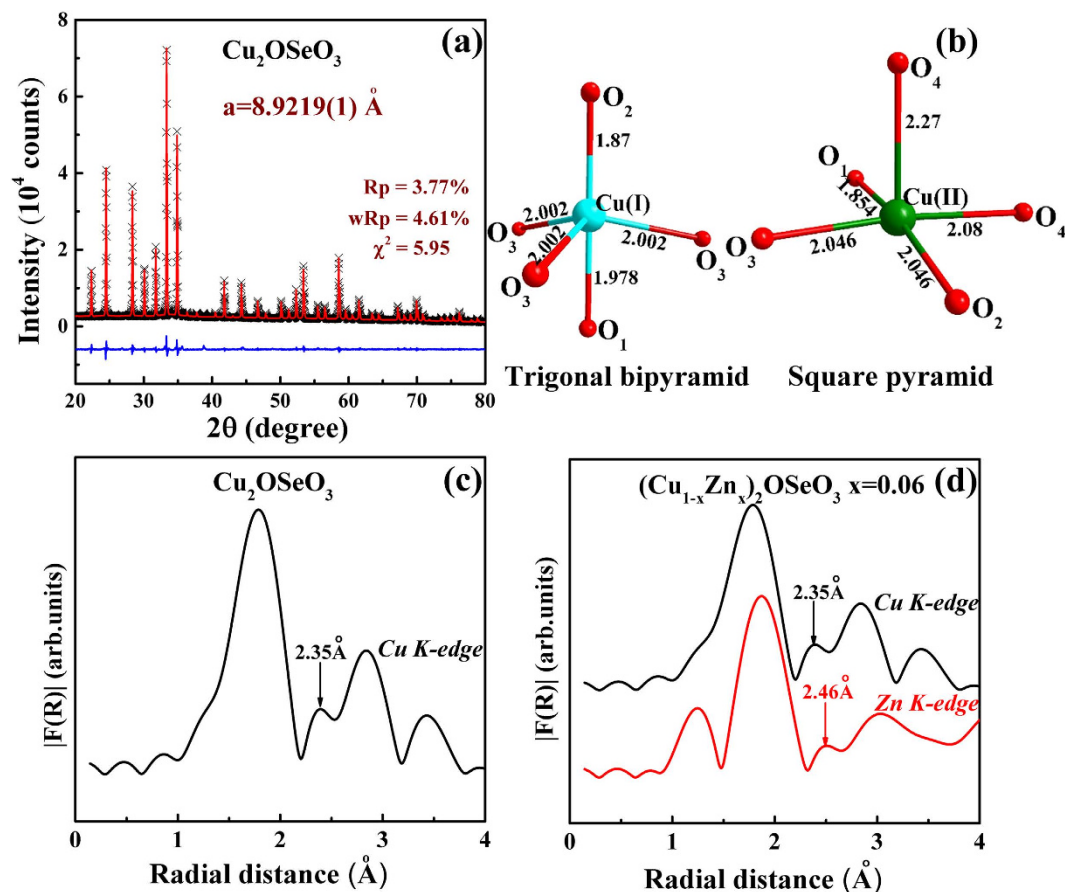 (a)
Cu₂OSeO₃
a=8.9219(1) Å
Rp = 3.77%
wRp = 4.61%
χ² = 5.95
Intensity (10⁴ counts)
8
6
4
2
0
20 30 40 50 60 70 80
2θ (degree)
(b)
O₂
1.87
Cu(I)
2.002
O₃
2.002
O₃
2.002
O₃
1.978
O₁
Trigonal bipyramid
O₄
2.27
O₁
1.854
Cu(II)
2.08
O₄
O₃
2.046
2.046
O₂
Square pyramid
(c)
Cu₂OSeO₃
2.35Å
Cu K-edge
|F(R)| (arb.units)
0 1 2 3 4
Radial distance (Å)
(d)
(Cu₁₋ₓZnₓ)₂OSeO₃ x=0.06
2.35Å
Cu K-edge
2.46Å
Zn K-edge
|F(R)| (arb.units)
0 1 2 3 4
Radial distance (Å)